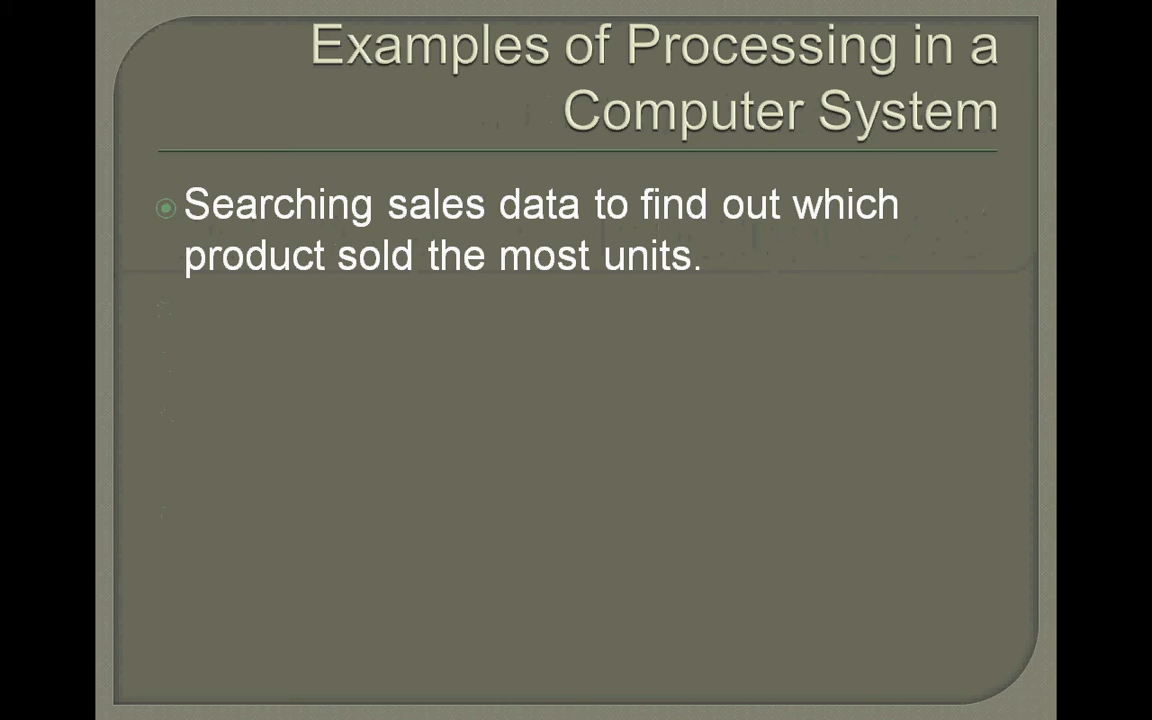 Examples of Processing in a
Computer System
Searching sales data to find out which
product sold the most units.